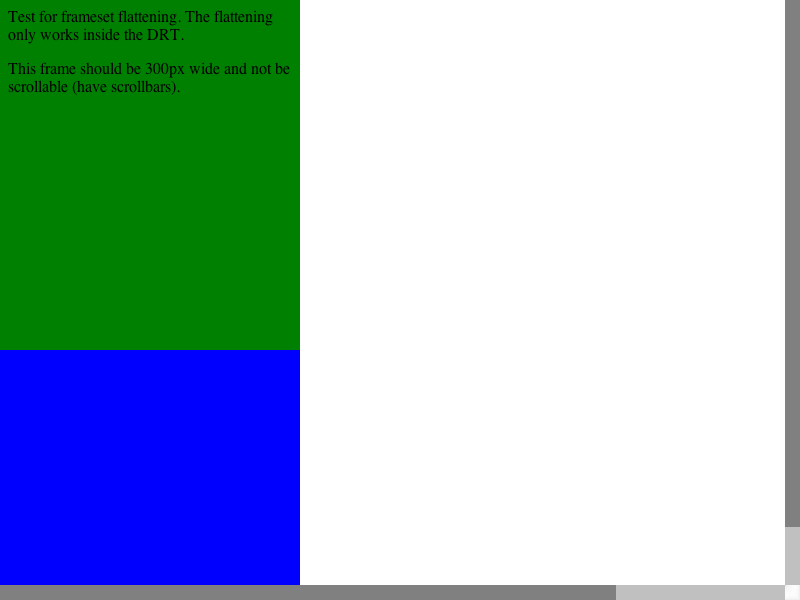 Test for frameset flattening. The flattening
only works inside the DRT.
This frame should be 300px wide and not be
scrollable (have scrollbars).